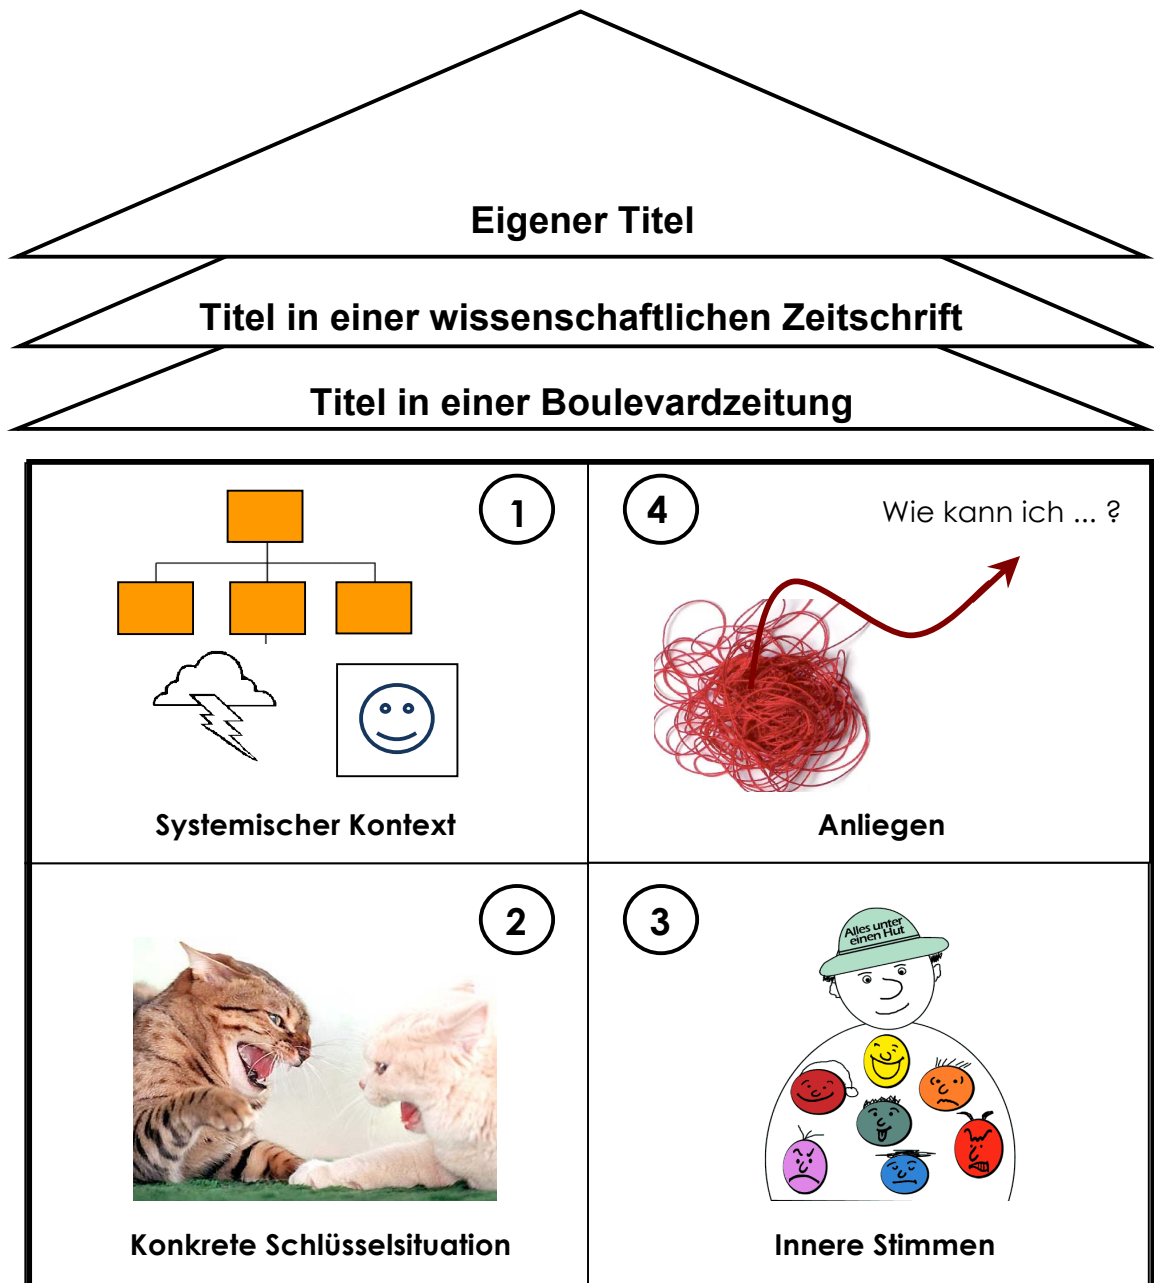 Eigener Titel
Titel in einer wissenschaftlichen Zeitschrift
Titel in einer Boulevardzeitung
1
Systemischer Kontext
4
Wie kann ich ... ?
Anliegen
2
Konkrete Schlüsselsituation
3
Alles unter
einen Hut
Innere Stimmen